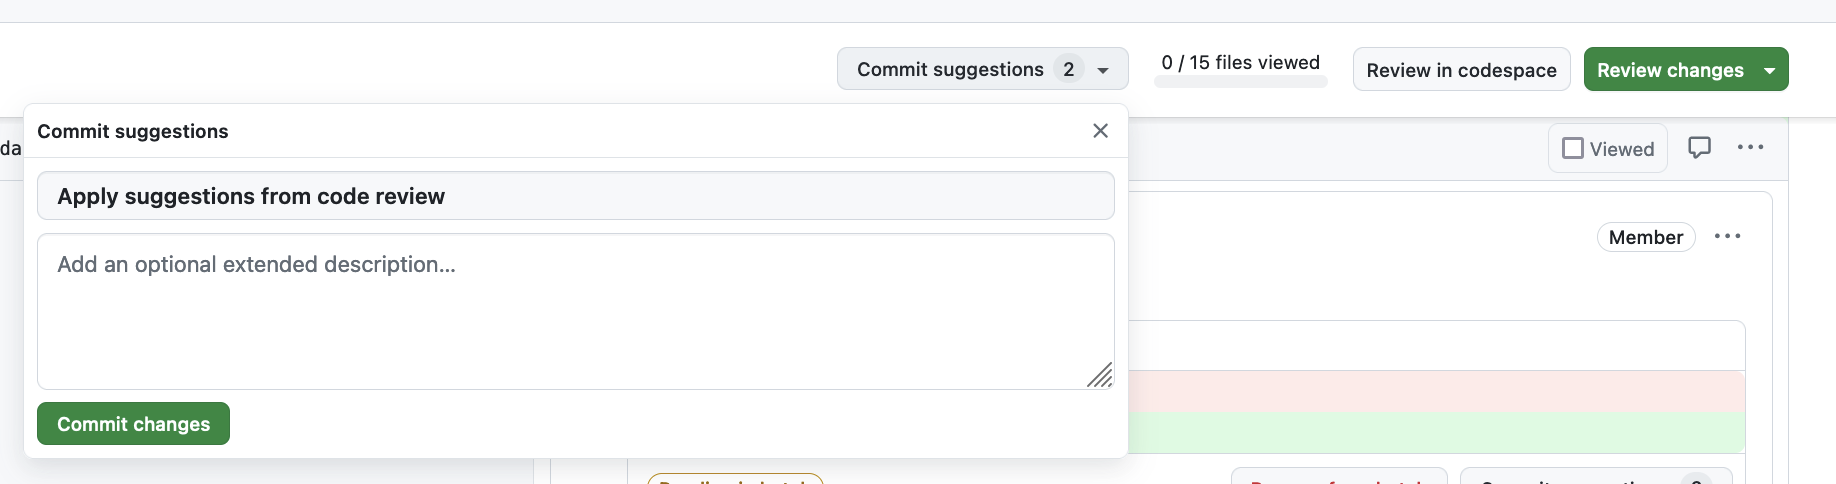 Commit suggestions 2
0 / 15 files viewed
Review in codespace
Review changes
Commit suggestions
da
Viewed
Apply suggestions from code review
Member
Add an optional extended description...
Commit changes